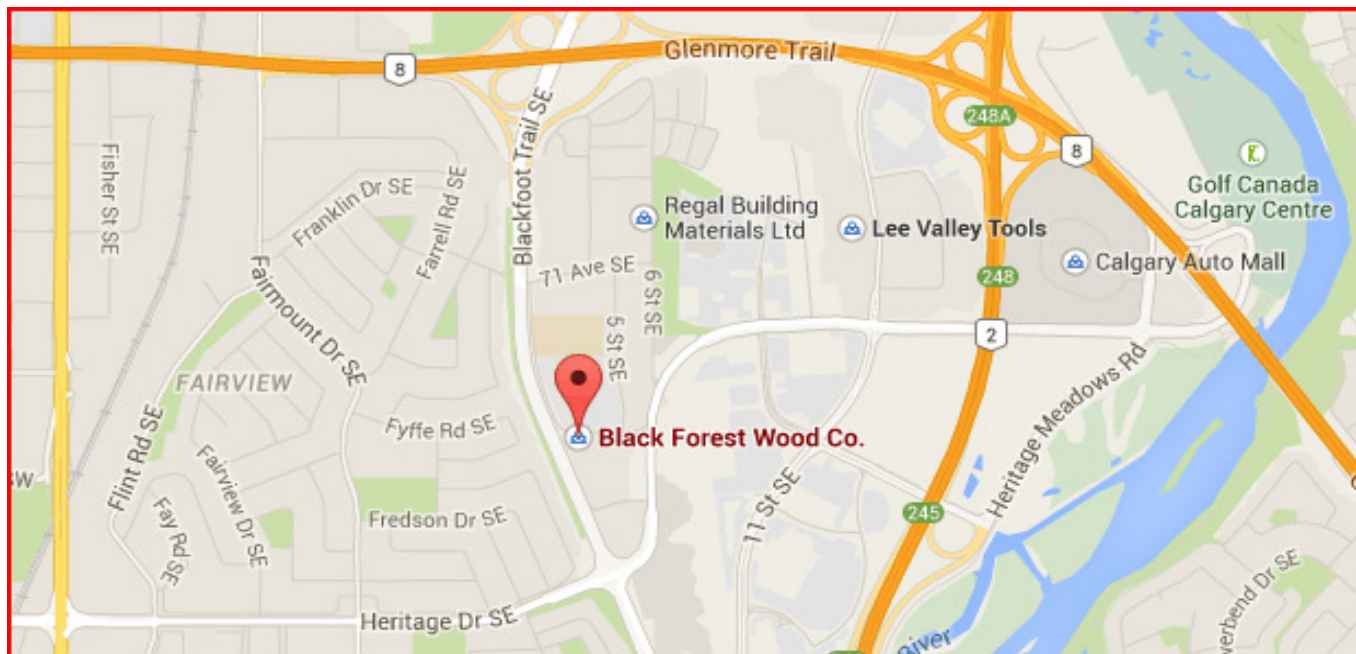 Glenmore Trail
8
Blackfoot Trail SE
248A
8
Fisher St SE
Franklin Dr SE
Farrell Rd SE
Golf Canada
Calgary Centre
Regal Building
Materials Ltd
Lee Valley Tools
Calgary Auto Mall
71 Ave SE
6 St SE
248
Fairmount Dr SE
5 St SE
2
FAIRVIEW
Heritage Meadows Rd
Flint Rd SE
Fyffe Rd SE
Black Forest Wood Co.
SW
Fairview Dr SE
Fay Rd SE
Fredson Dr SE
11 St SE
245
Heritage Dr SE
River
verbend Dr SE